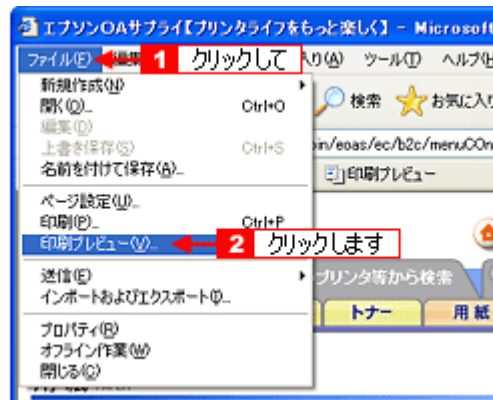 エプソンOAサプライ【プリンタライフをもっと楽しく】 - Microsoft
ファイル(F) 1 クリックして 入り(A) ツール(T) ヘルプ(H
新規作成(N)
開く(O)... Ctrl+O
検索 お気に入
編集(D)
上書き保存(S) Ctrl+S
in/eoas/ec/b2c/menuCOn
名前を付けて保存(A)...
印刷プレビュー
ページ設定(U)...
印刷(P)... Ctrl+P
印刷プレビュー(V)... 2 クリックします
送信(E)
プリンタ等から検索
インポートおよびエクスポート(I)...
トナー 用紙
プロパティ(R)
オフライン作業(W)
閉じる(C)